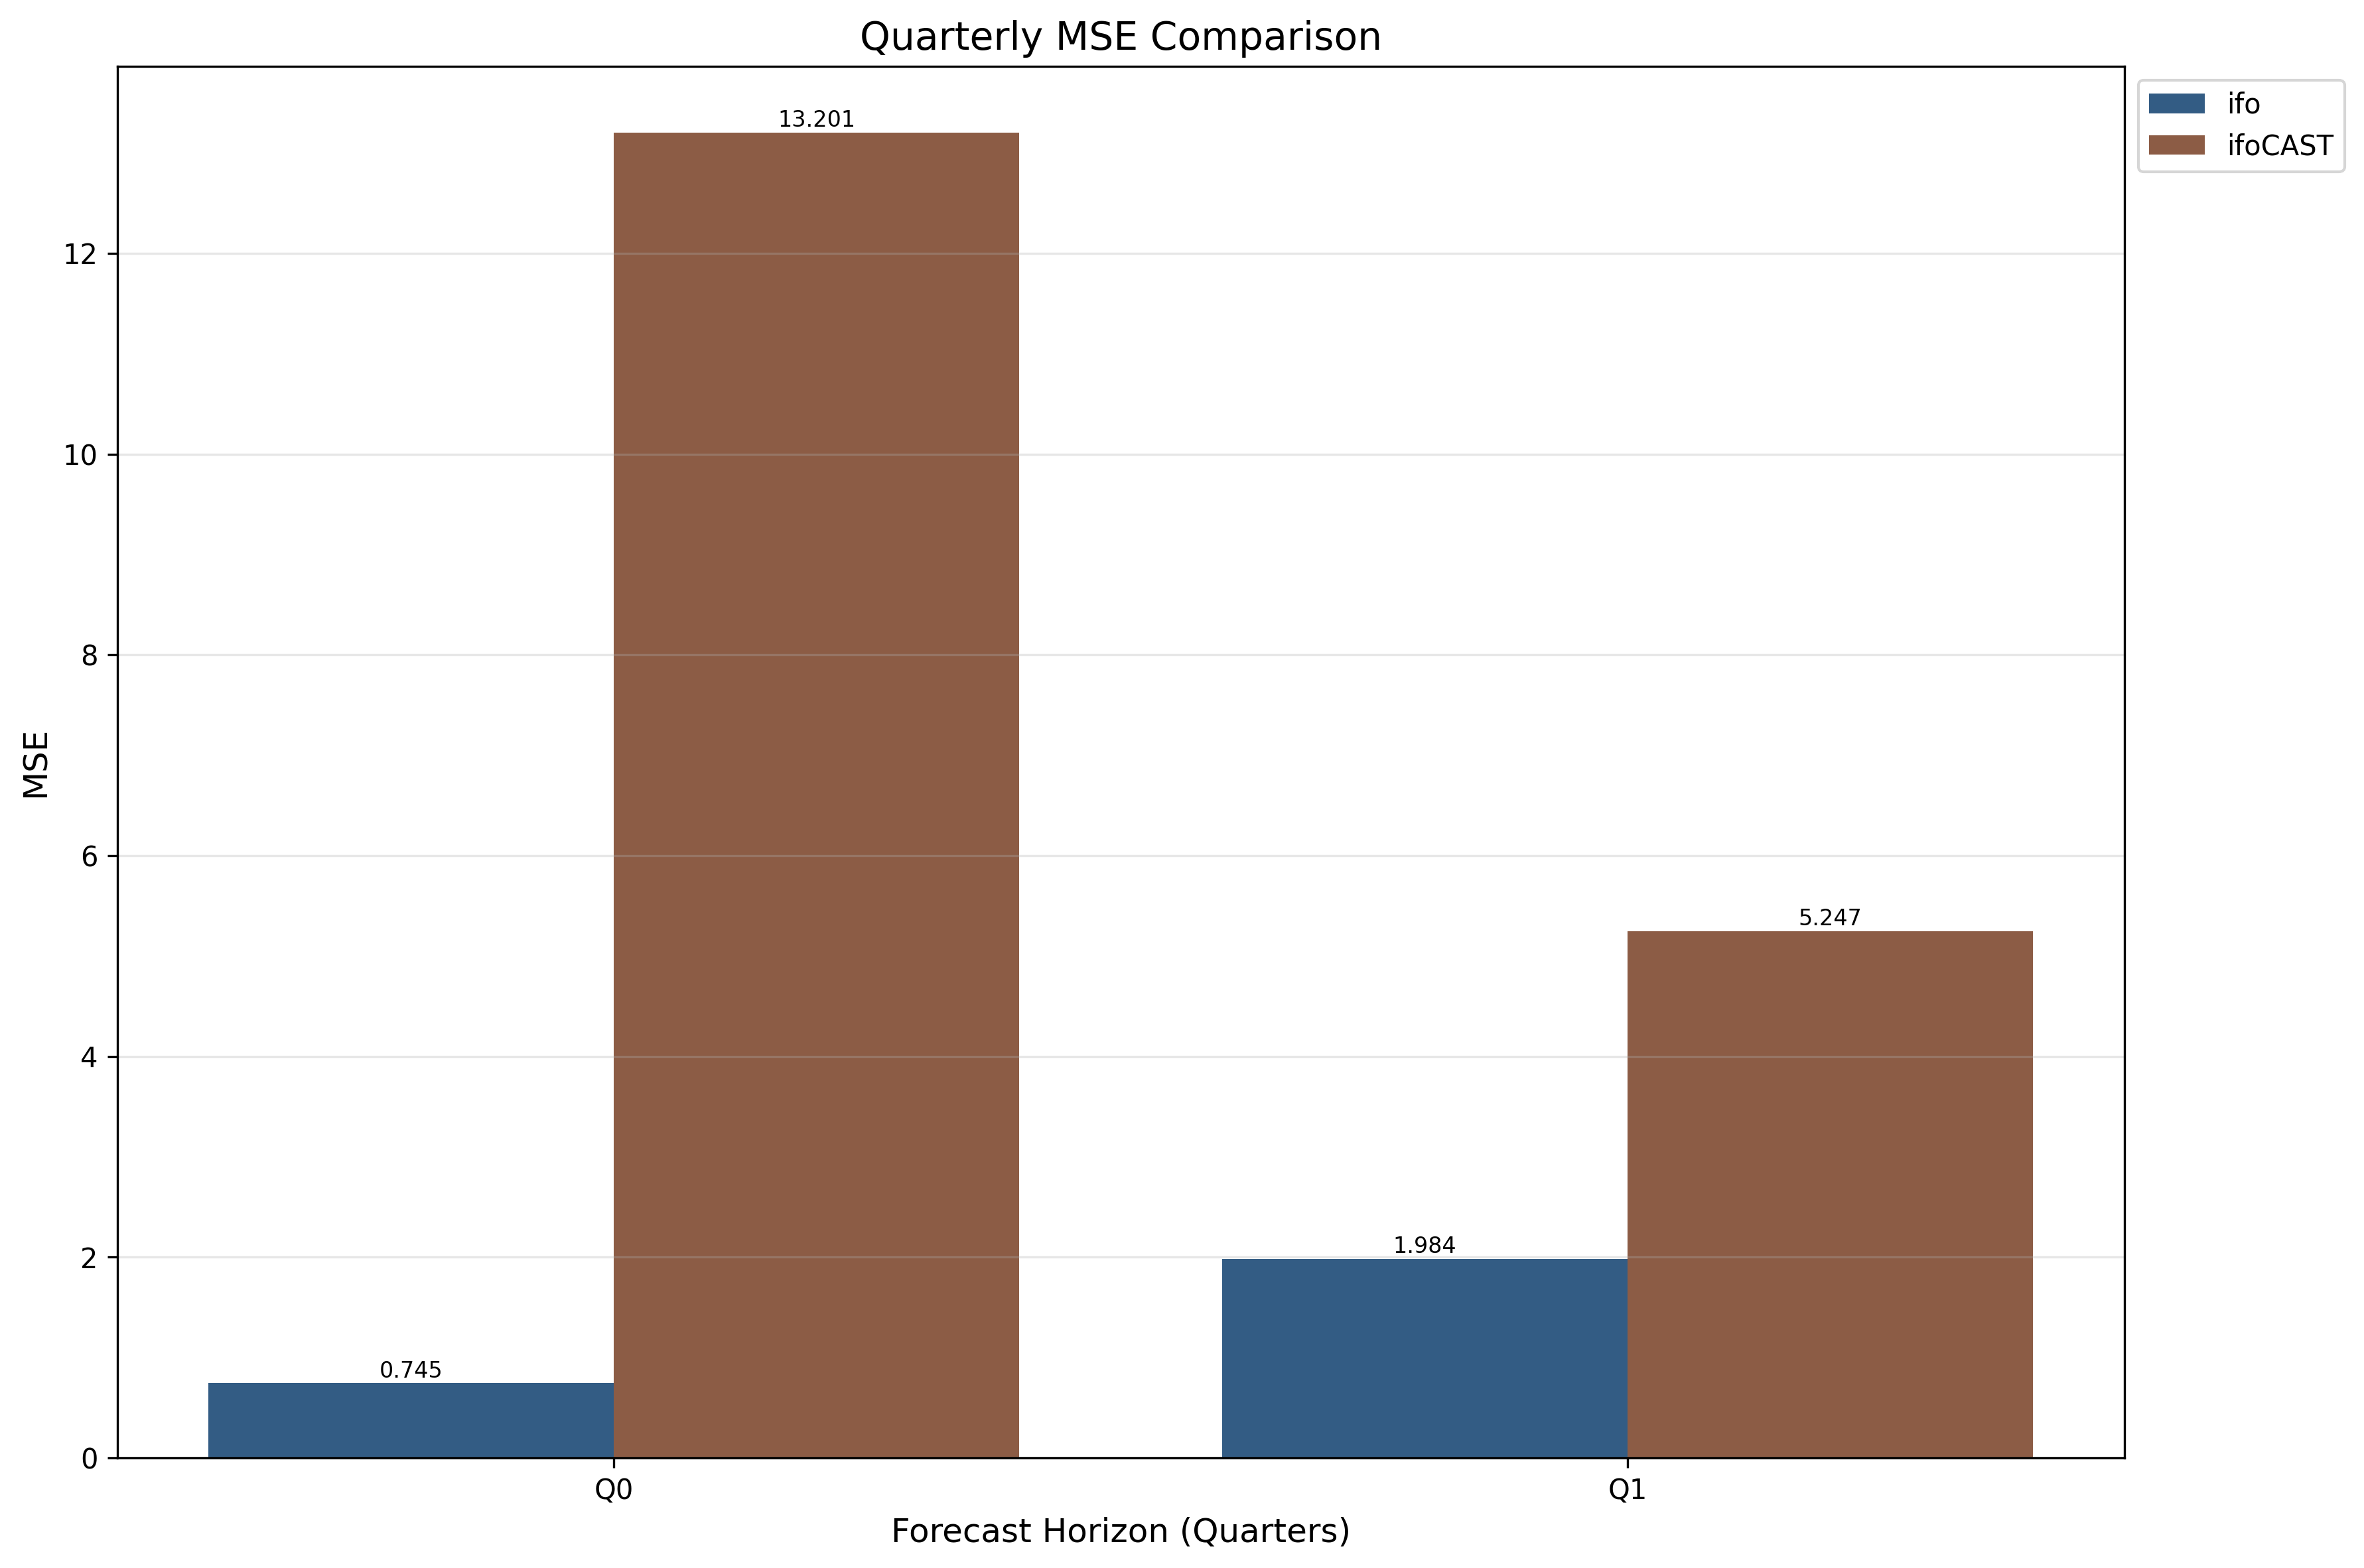 Quarterly MSE Comparison
ifo
ifoCAST
13.201
12
10
8
6
4
2
0
MSE
5.247
1.984
0.745
Q0
Q1
Forecast Horizon (Quarters)